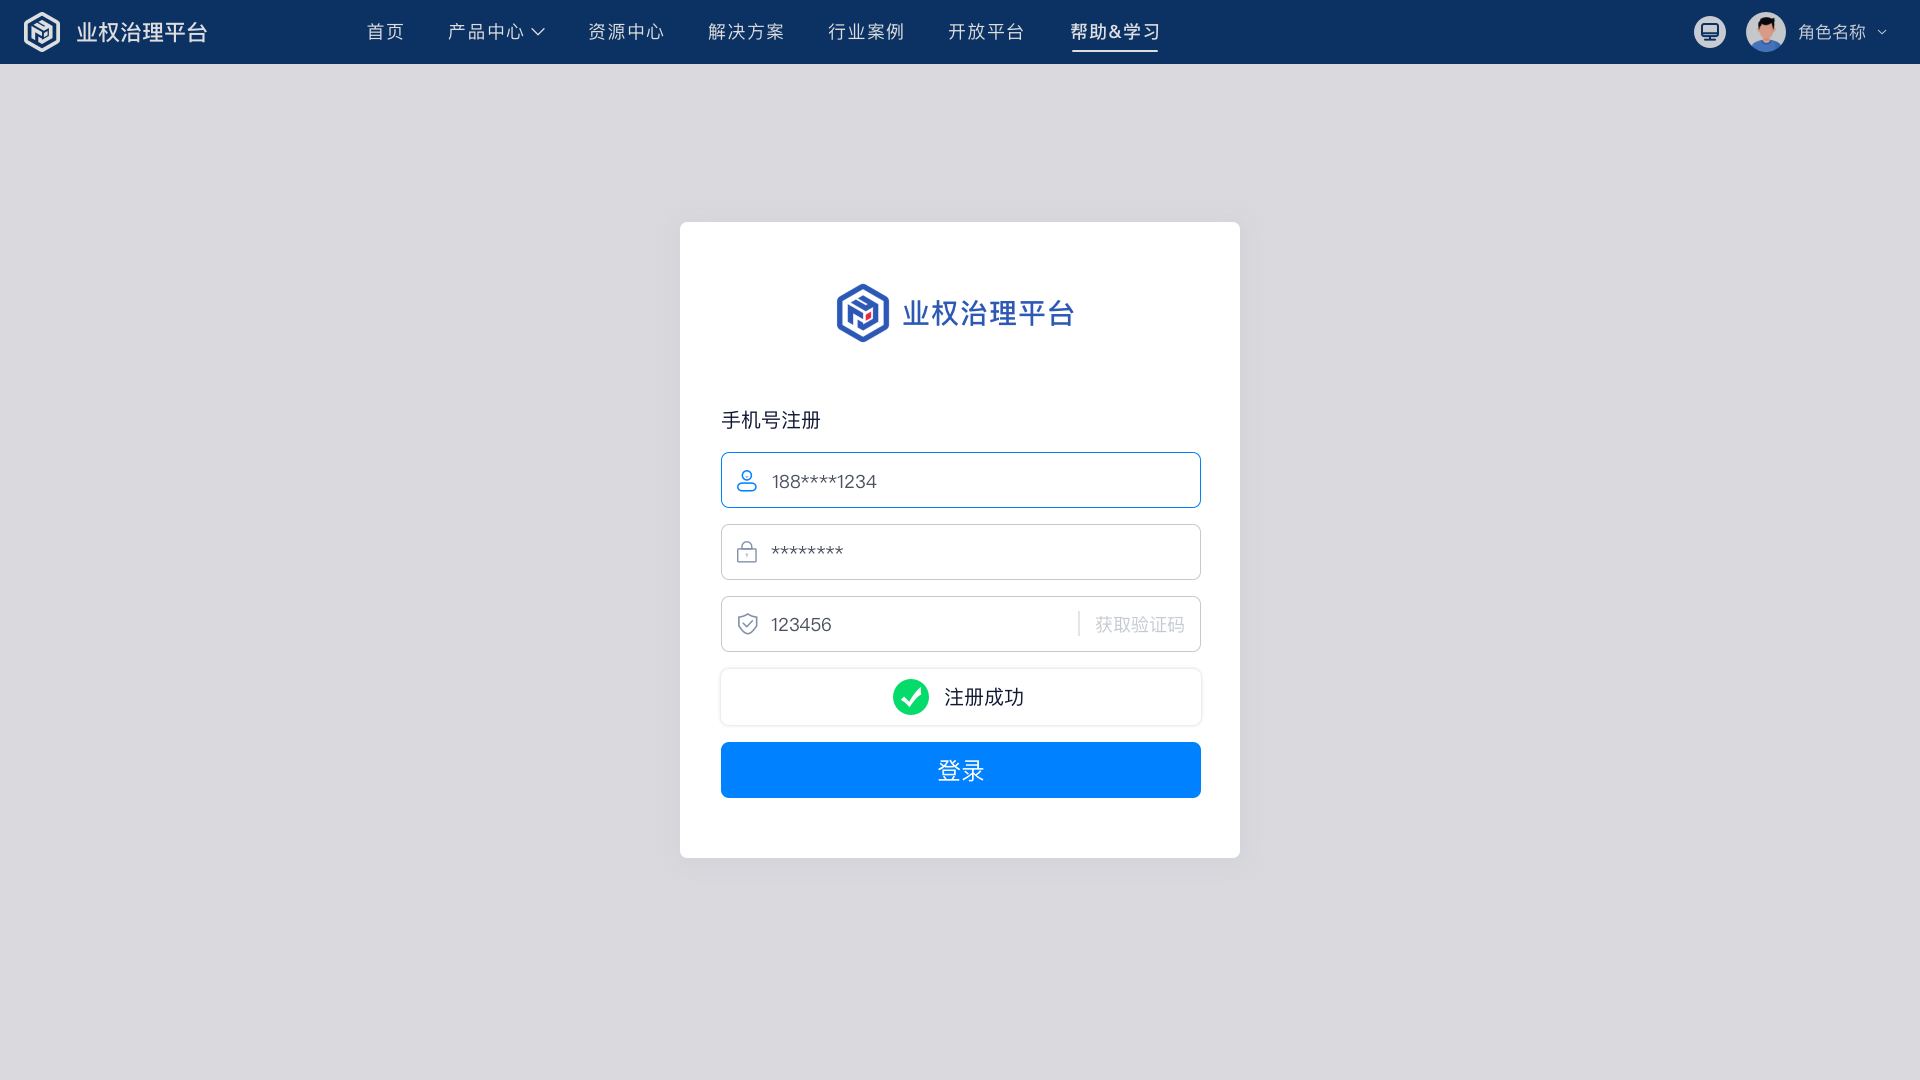 业权治理平台
首页 产品中心 资源中心 解决方案 行业案例 开放平台 帮助&学习 角色名称
业权治理平台
手机号注册
188****1234
********
123456 获取验证码
注册成功
登录